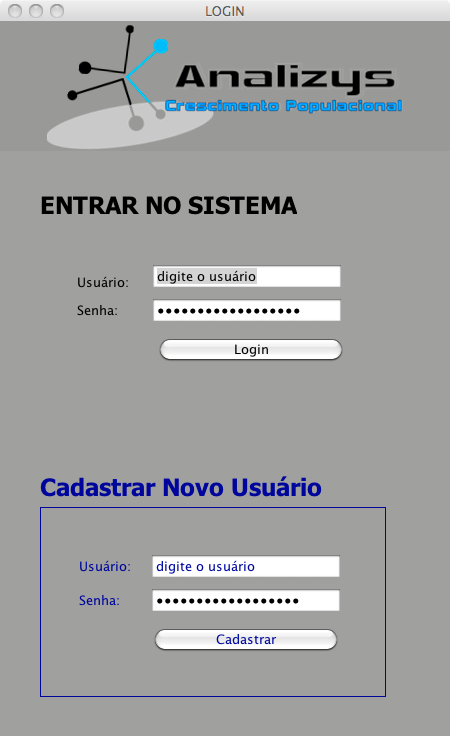 LOGIN
Analizys
Crescimento Populacional
ENTRAR NO SISTEMA
Usuário: digite o usuário
Senha: ••••••••••••••••••
Login
Cadastrar Novo Usuário
Usuário: digite o usuário
Senha: ••••••••••••••••••
Cadastrar